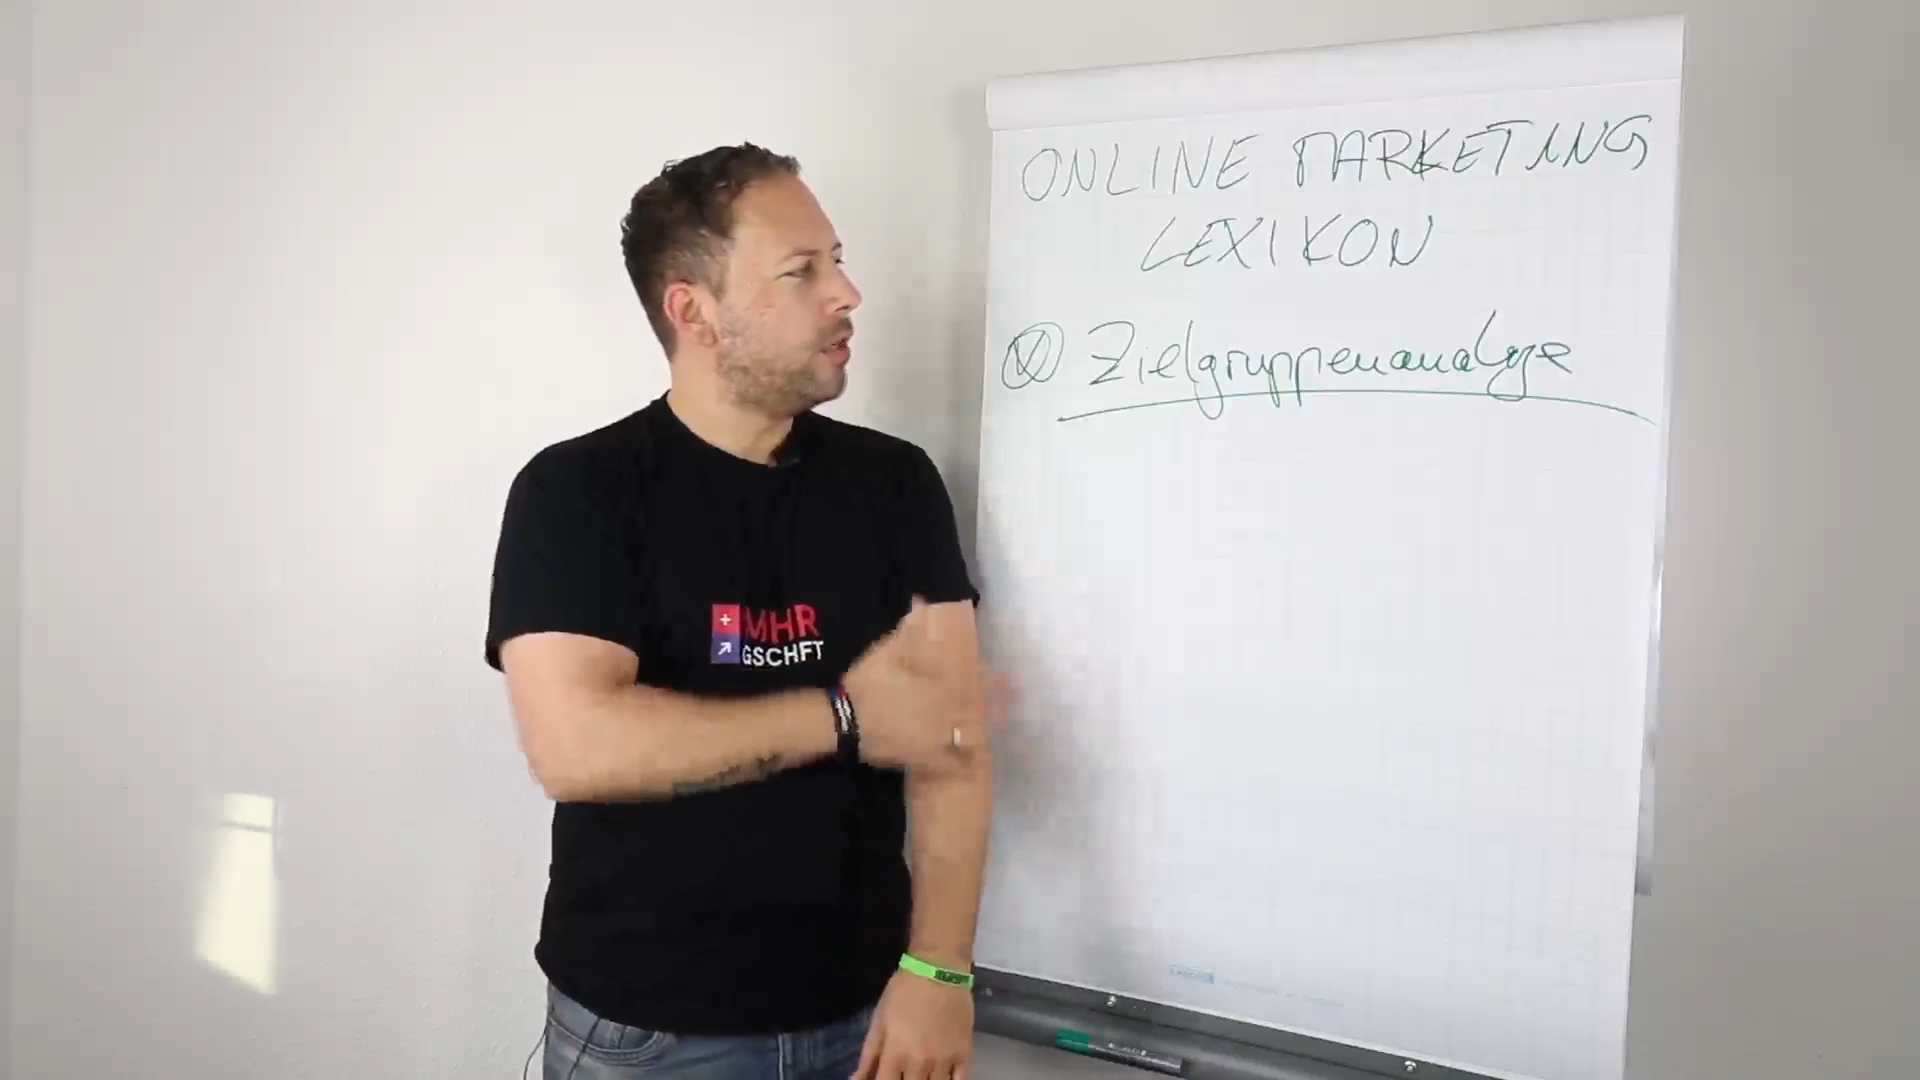 ONLINE MARKETING
LEXIKON
Zielgruppenanalyse
MHR
GSCHFT